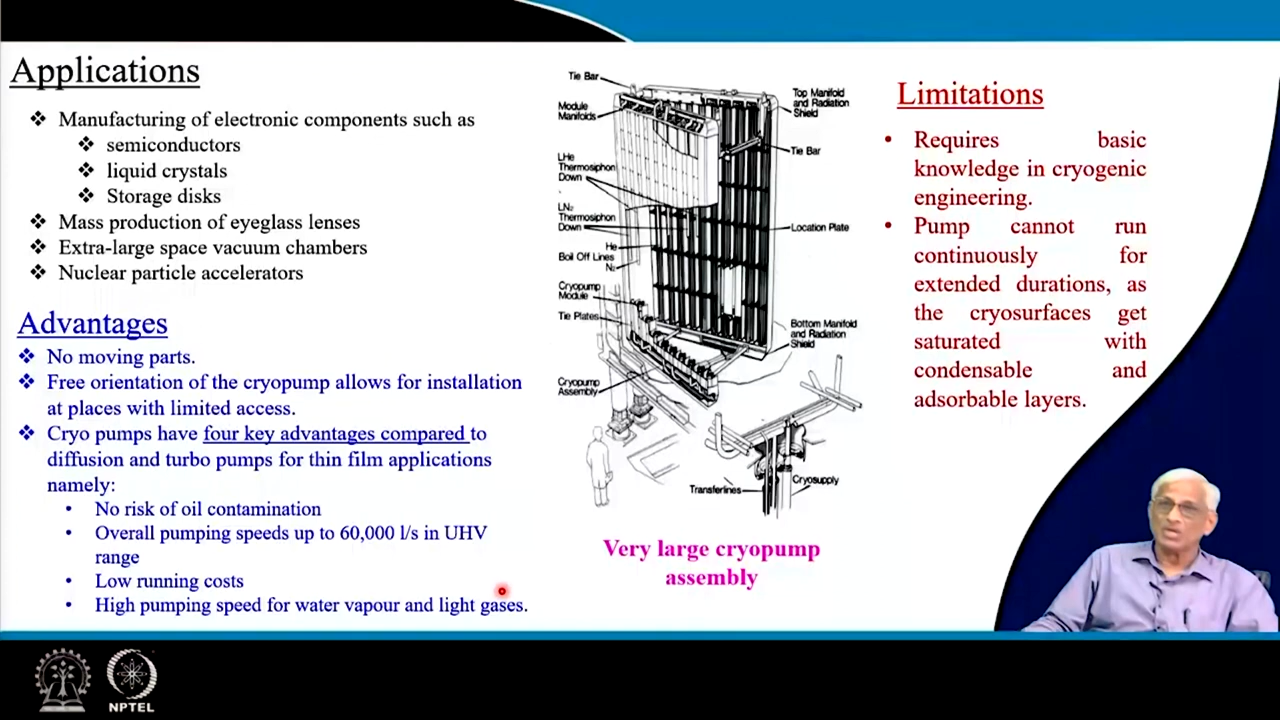 Applications
❖ Manufacturing of electronic components such as
❖ semiconductors
❖ liquid crystals
❖ Storage disks
❖ Mass production of eyeglass lenses
❖ Extra-large space vacuum chambers
❖ Nuclear particle accelerators
Advantages
❖ No moving parts.
❖ Free orientation of the cryopump allows for installation
at places with limited access.
❖ Cryo pumps have four key advantages compared to
diffusion and turbo pumps for thin film applications
namely:
• No risk of oil contamination
• Overall pumping speeds up to 60,000 l/s in UHV
range
• Low running costs
• High pumping speed for water vapour and light gases.
Tie Bar
Module
Manifolds
LHe
Thermosiphon
Down
LN₂
Thermosiphon
Down
He
Boil Off Lines
N₂
Cryopump
Module
Tie Plates
Cryopump
Assembly
Top Manifold
and Radiation
Shield
Tie Bar
Location Plate
Bottom Manifold
and Radiation
Shield
Transferlines
Cryosupply
Very large cryopump
assembly
Limitations
• Requires basic
knowledge in cryogenic
engineering.
• Pump cannot run
continuously for
extended durations, as
the cryosurfaces get
saturated with
condensable and
adsorbable layers.
NPTEL